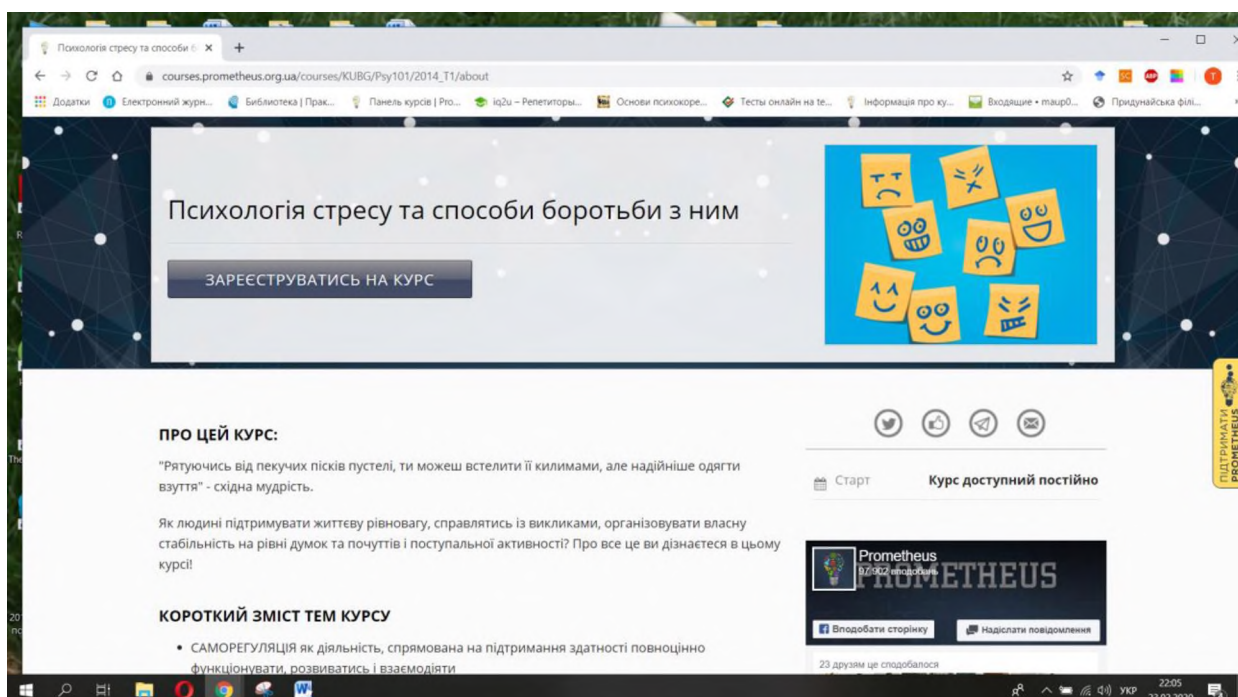 Психологія стресу та способи б
courses.prometheus.org.ua/courses/KUBG/Psy101/2014_T1/about
Додатки Електронний журн... Библиотека | Прак... Панель курсів | Pro... iq2u – Репетиторы... Основи психокоре... Тесты онлайн на te... Інформація про ку... Входящие • maup0... Придунайська філі...
Психологія стресу та способи боротьби з ним
ЗАРЕЄСТРУВАТИСЬ НА КУРС
ПІДТРИМАТИ
PROMETHEUS
ПРО ЦЕЙ КУРС:
"Рятуючись від пекучих пісків пустелі, ти можеш встелити її килимами, але надійніше одягти
взуття" - східна мудрість.
Як людині підтримувати життєву рівновагу, справлятись із викликами, організовувати власну
стабільність на рівні думок та почуттів і поступальної активності? Про все це ви дізнаєтеся в цьому
курсі!
КОРОТКИЙ ЗМІСТ ТЕМ КУРСУ
• САМОРЕГУЛЯЦІЯ як діяльність, спрямована на підтримання здатності повноцінно
функціонувати, розвиватись і взаємодіяти
Старт Курс доступний постійно
Prometheus
97 902 вподобань
PROMETHEUS
Вподобати сторінку Надіслати повідомлення
23 друзям це сподобалося
УКР 22:05